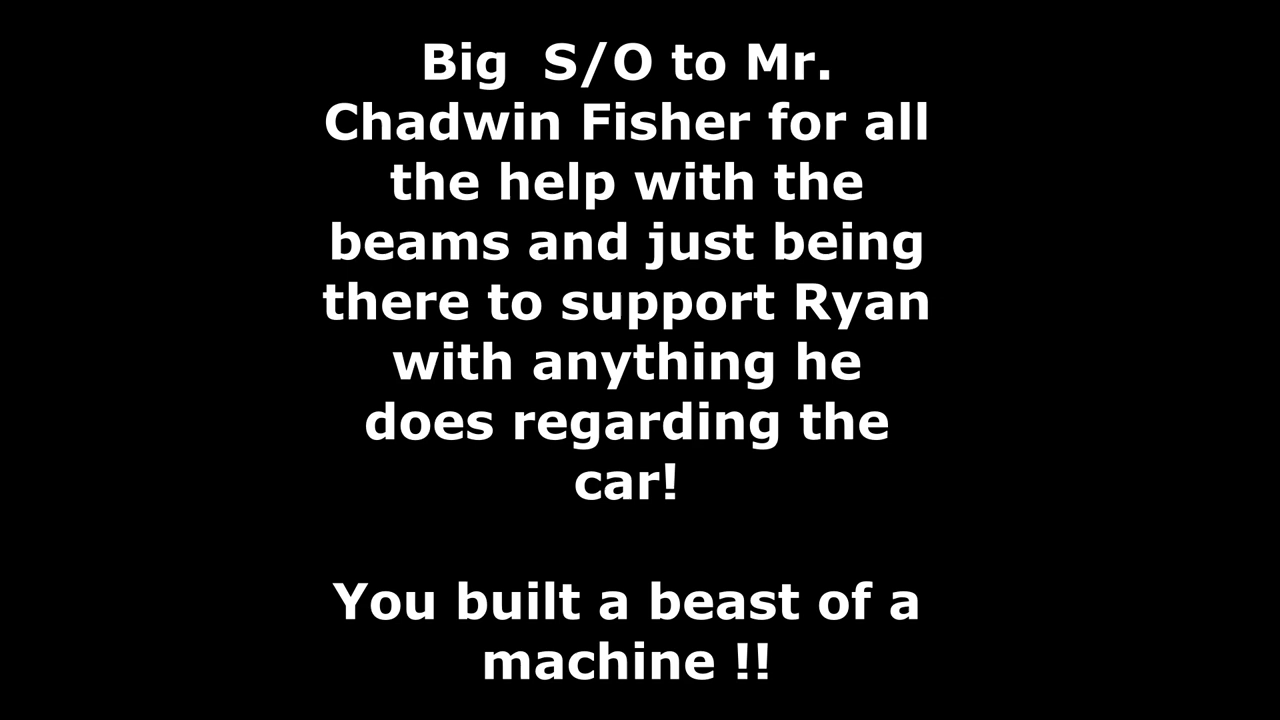 Big  S/O to Mr.
Chadwin Fisher for all
the help with the
beams and just being
there to support Ryan
with anything he
does regarding the
car!
You built a beast of a
machine !!